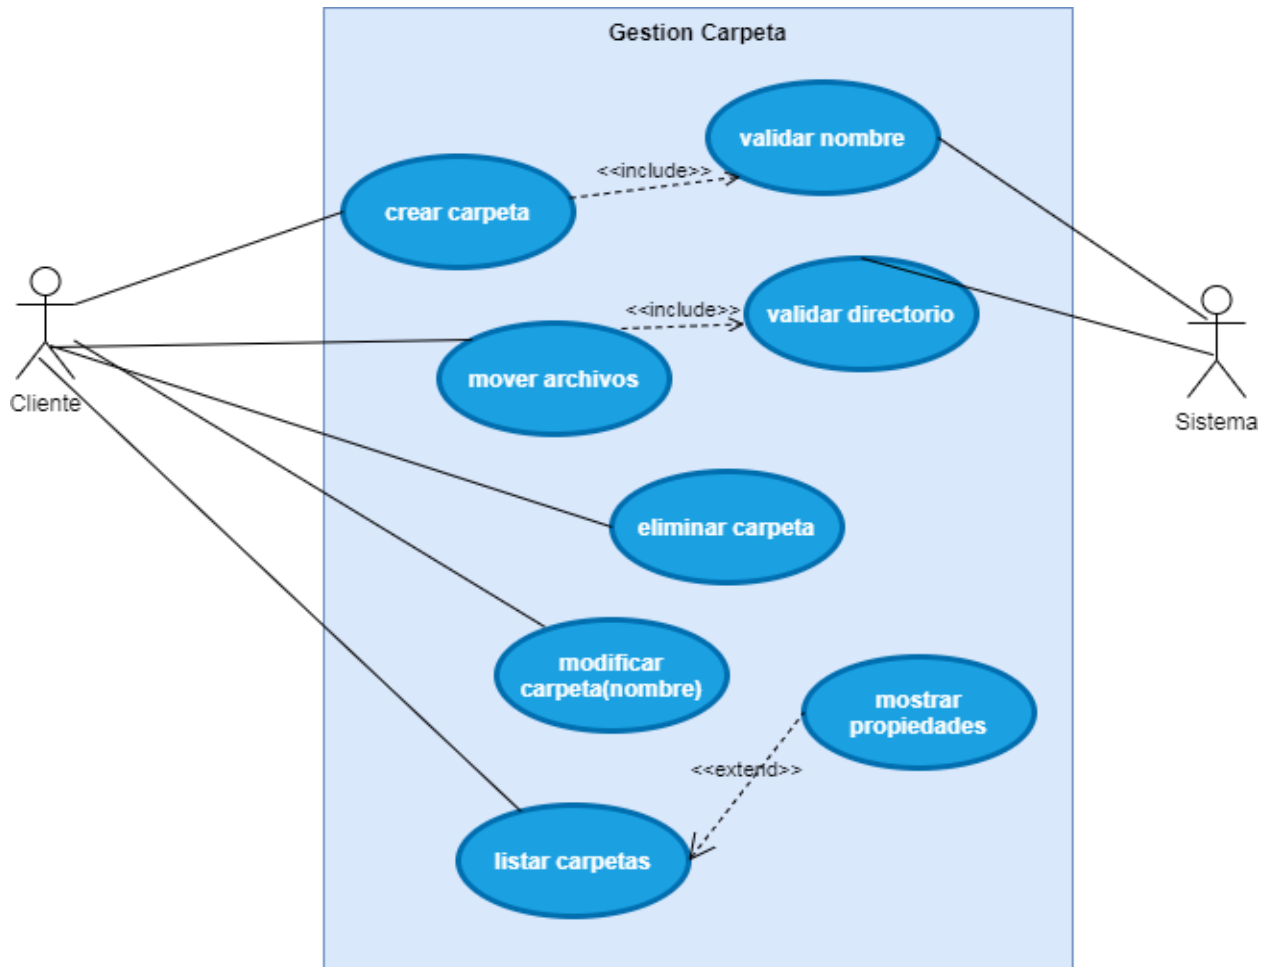 Gestion Carpeta
validar nombre
<<include>>
crear carpeta
<<include>>
validar directorio
mover archivos
Cliente
Sistema
eliminar carpeta
modificar
carpeta(nombre)
mostrar
propiedades
<<extend>>
listar carpetas